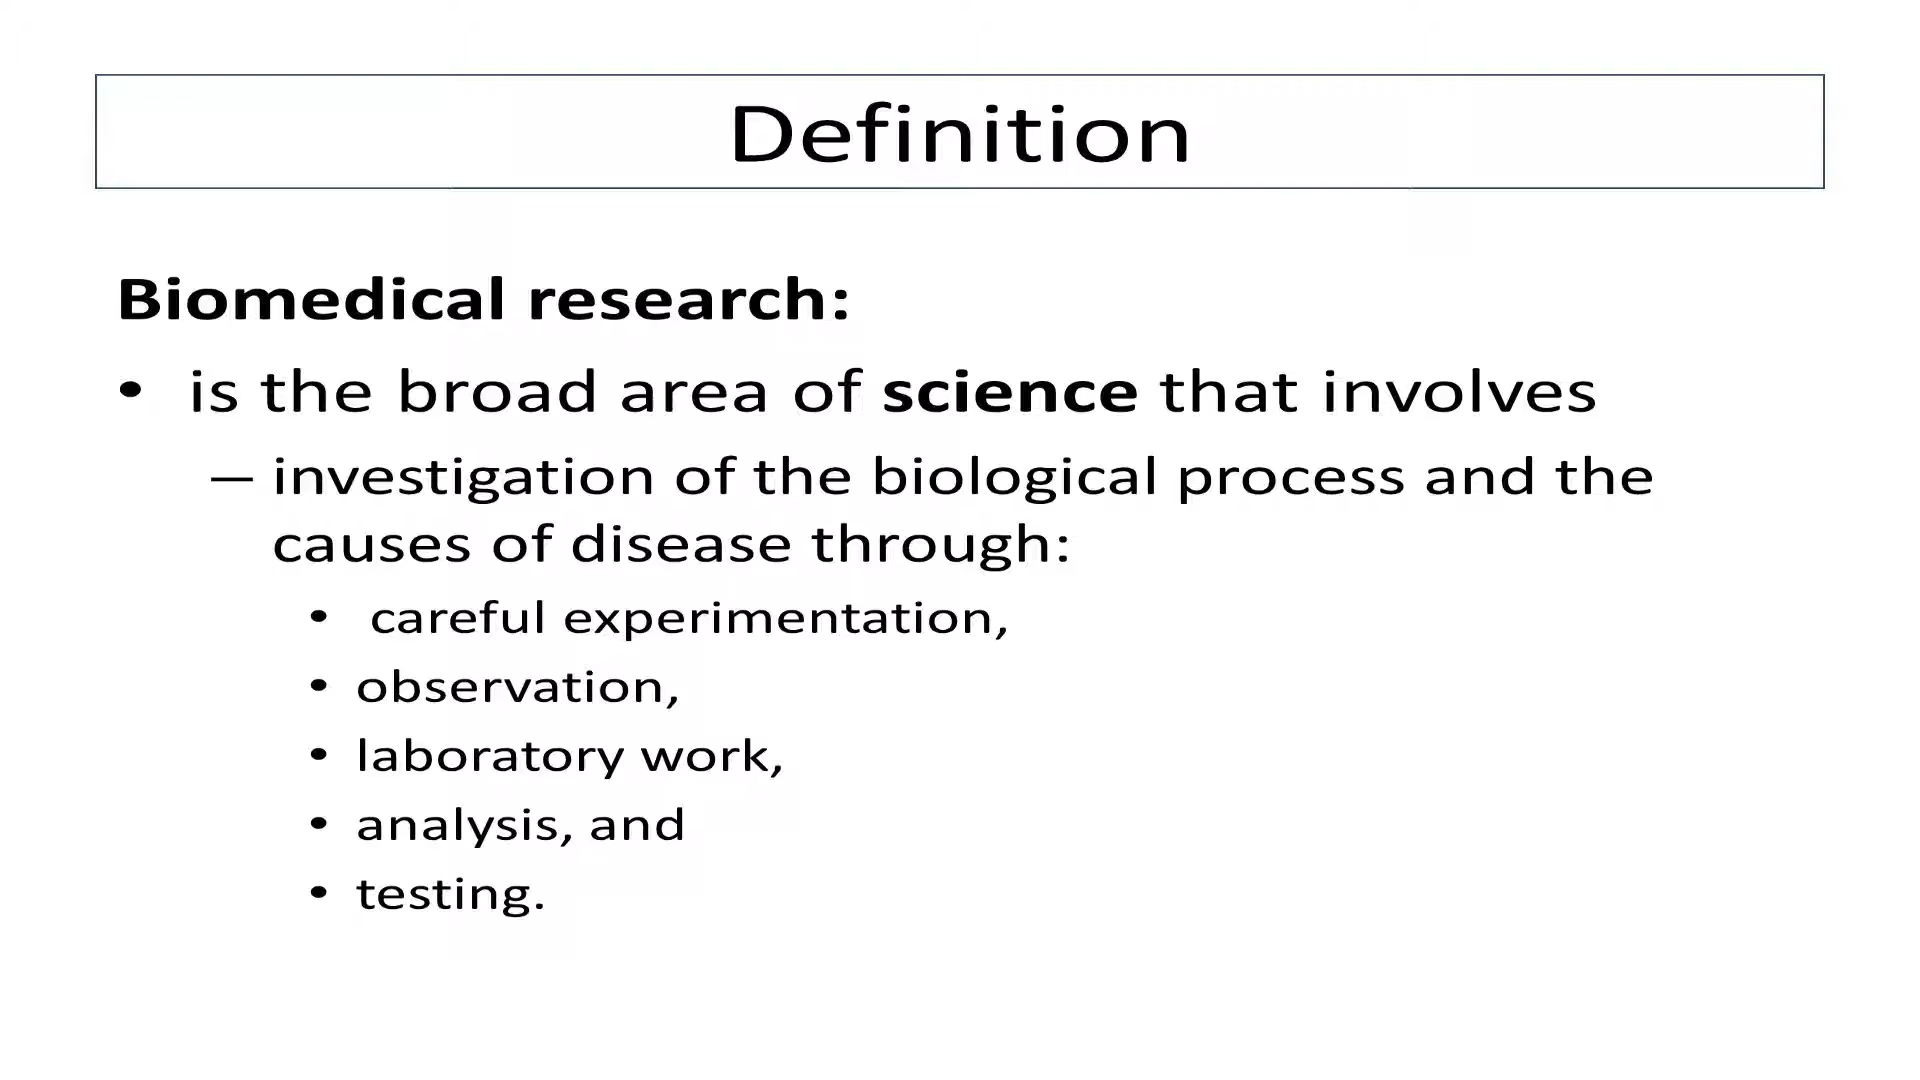 Definition
Biomedical research:
• is the broad area of science that involves
– investigation of the biological process and the
causes of disease through:
• careful experimentation,
• observation,
• laboratory work,
• analysis, and
• testing.